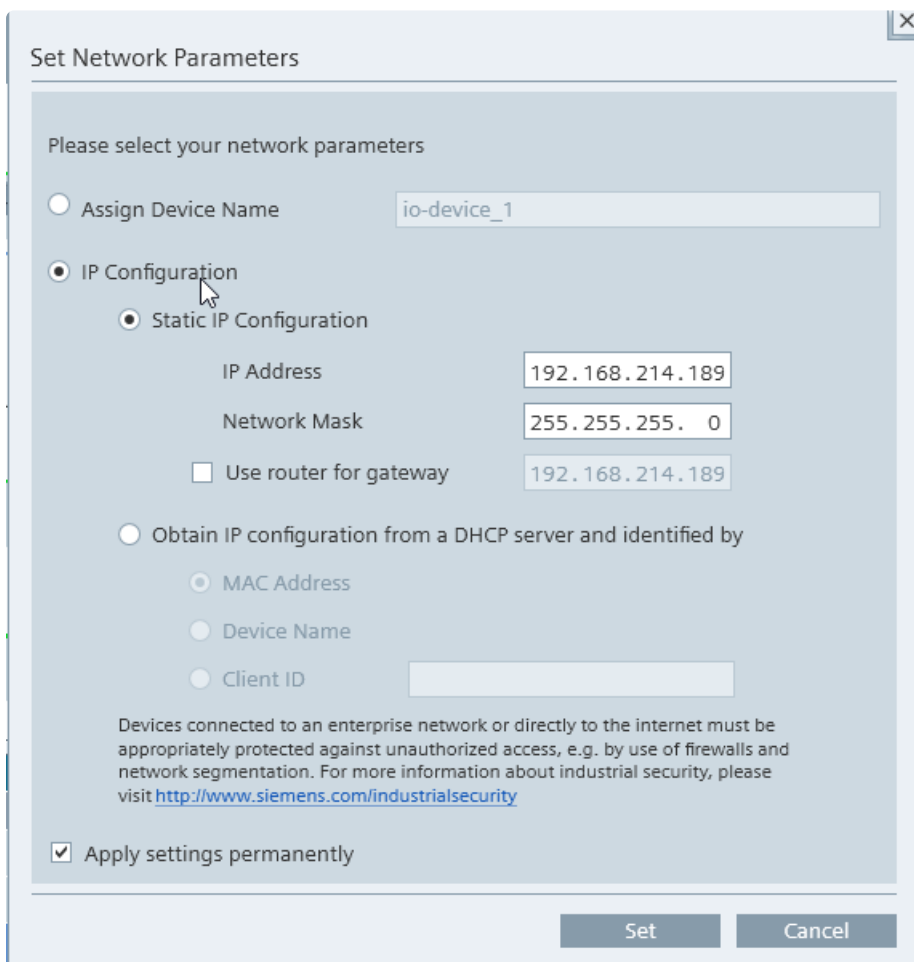 Set Network Parameters
Please select your network parameters
Assign Device Name io-device_1
IP Configuration
Static IP Configuration
IP Address 192.168.214.189
Network Mask 255.255.255. 0
Use router for gateway 192.168.214.189
Obtain IP configuration from a DHCP server and identified by
MAC Address
Device Name
Client ID
Devices connected to an enterprise network or directly to the internet must be
appropriately protected against unauthorized access, e.g. by use of firewalls and
network segmentation. For more information about industrial security, please
visit http://www.siemens.com/industrialsecurity
Apply settings permanently
Set Cancel